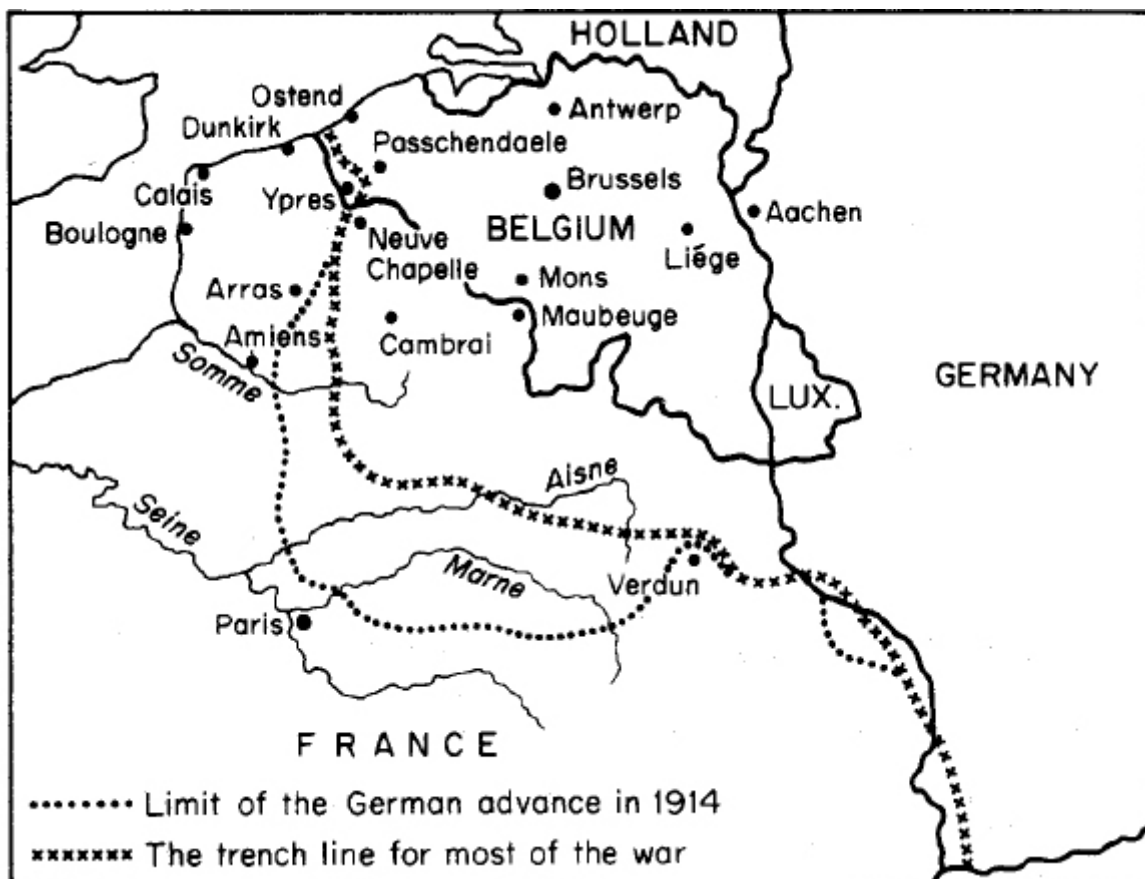 HOLLAND
Ostend
Antwerp
Dunkirk
Passchendaele
Calais
Ypres
Brussels
Boulogne
Neuve
Chapelle
BELGIUM
Liége
Aachen
Arras
Mons
Amiens
Cambrai
Maubeuge
Somme
LUX.
GERMANY
Aisne
Seine
Marne
Verdun
Paris
FRANCE
Limit of the German advance in 1914
The trench line for most of the war